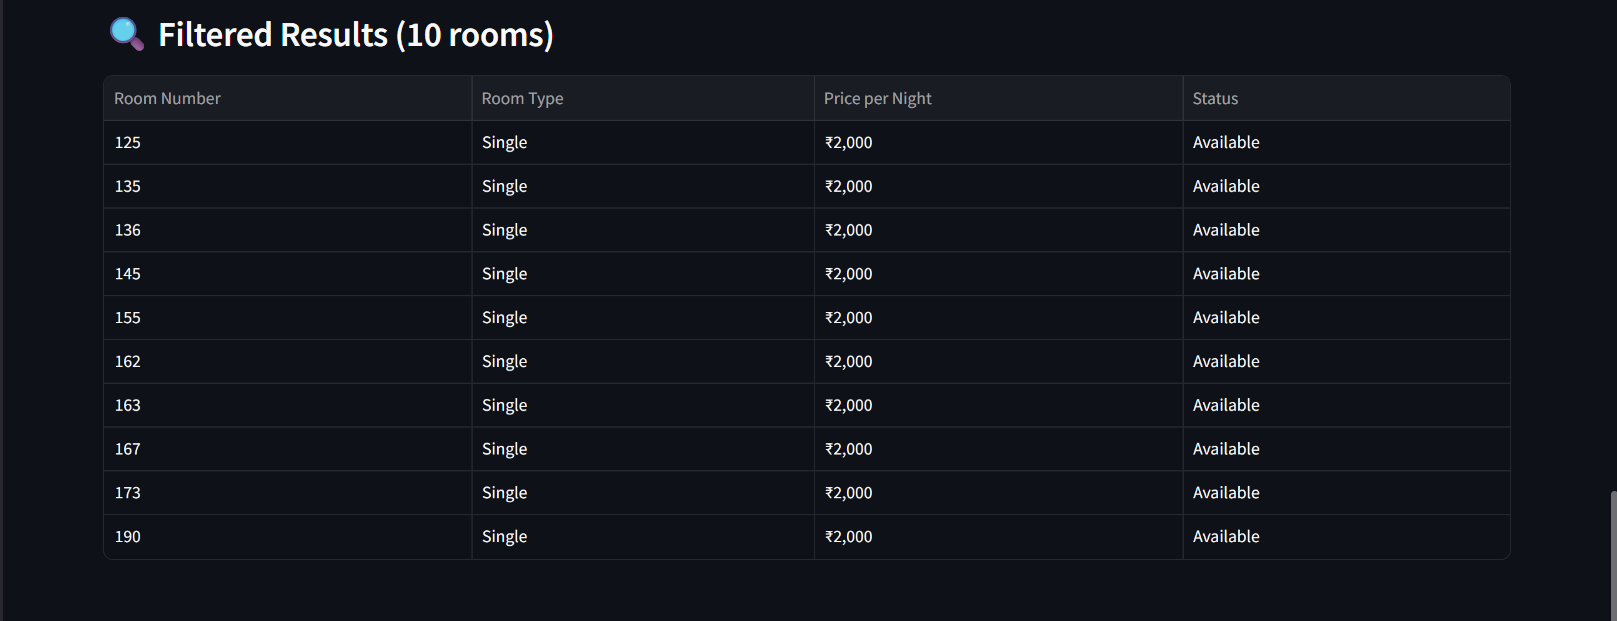 Filtered Results (10 rooms)
Room Number Room Type Price per Night Status
125 Single ₹2,000 Available
135 Single ₹2,000 Available
136 Single ₹2,000 Available
145 Single ₹2,000 Available
155 Single ₹2,000 Available
162 Single ₹2,000 Available
163 Single ₹2,000 Available
167 Single ₹2,000 Available
173 Single ₹2,000 Available
190 Single ₹2,000 Available